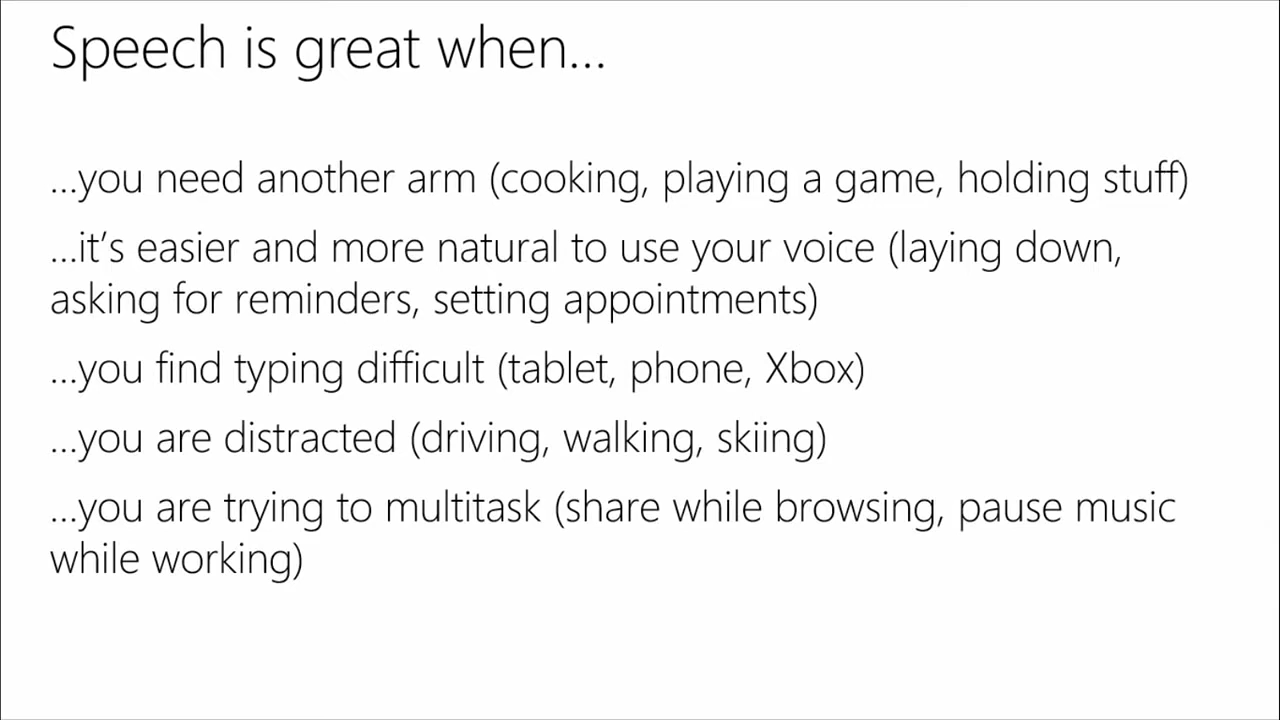 Speech is great when...
...you need another arm (cooking, playing a game, holding stuff)
...it’s easier and more natural to use your voice (laying down,
asking for reminders, setting appointments)
...you find typing difficult (tablet, phone, Xbox)
...you are distracted (driving, walking, skiing)
...you are trying to multitask (share while browsing, pause music
while working)